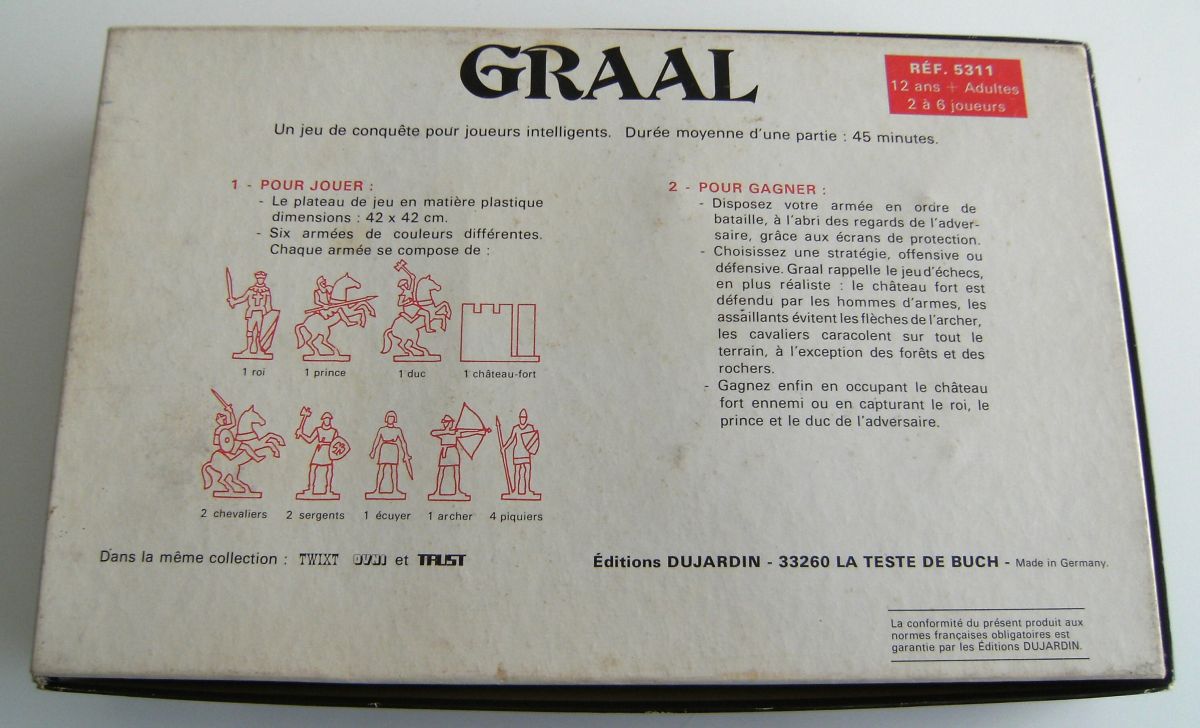 GRAAL
RÉF. 5311
12 ans + Adultes
2 à 6 joueurs
Un jeu de conquête pour joueurs intelligents. Durée moyenne d'une partie : 45 minutes.
1 - POUR JOUER :
- Le plateau de jeu en matière plastique
dimensions : 42 x 42 cm.
- Six armées de couleurs différentes.
Chaque armée se compose de :
1 roi
1 prince
1 duc
1 château-fort
2 chevaliers
2 sergents
1 écuyer
1 archer
4 piquiers
2 - POUR GAGNER :
- Disposez votre armée en ordre de
bataille, à l'abri des regards de l'adver-
saire, grâce aux écrans de protection.
- Choisissez une stratégie, offensive ou
défensive. Graal rappelle le jeu d'échecs,
en plus réaliste : le château fort est
défendu par les hommes d'armes, les
assaillants évitent les flèches de l'archer,
les cavaliers caracolent sur tout le
terrain, à l'exception des forêts et des
rochers.
- Gagnez enfin en occupant le château
fort ennemi ou en capturant le roi, le
prince et le duc de l'adversaire.
Dans la même collection : TWIXT OVNI et TRUST
Éditions DUJARDIN - 33260 LA TESTE DE BUCH - Made in Germany.
La conformité du présent produit aux
normes françaises obligatoires est
garantie par les Éditions DUJARDIN.